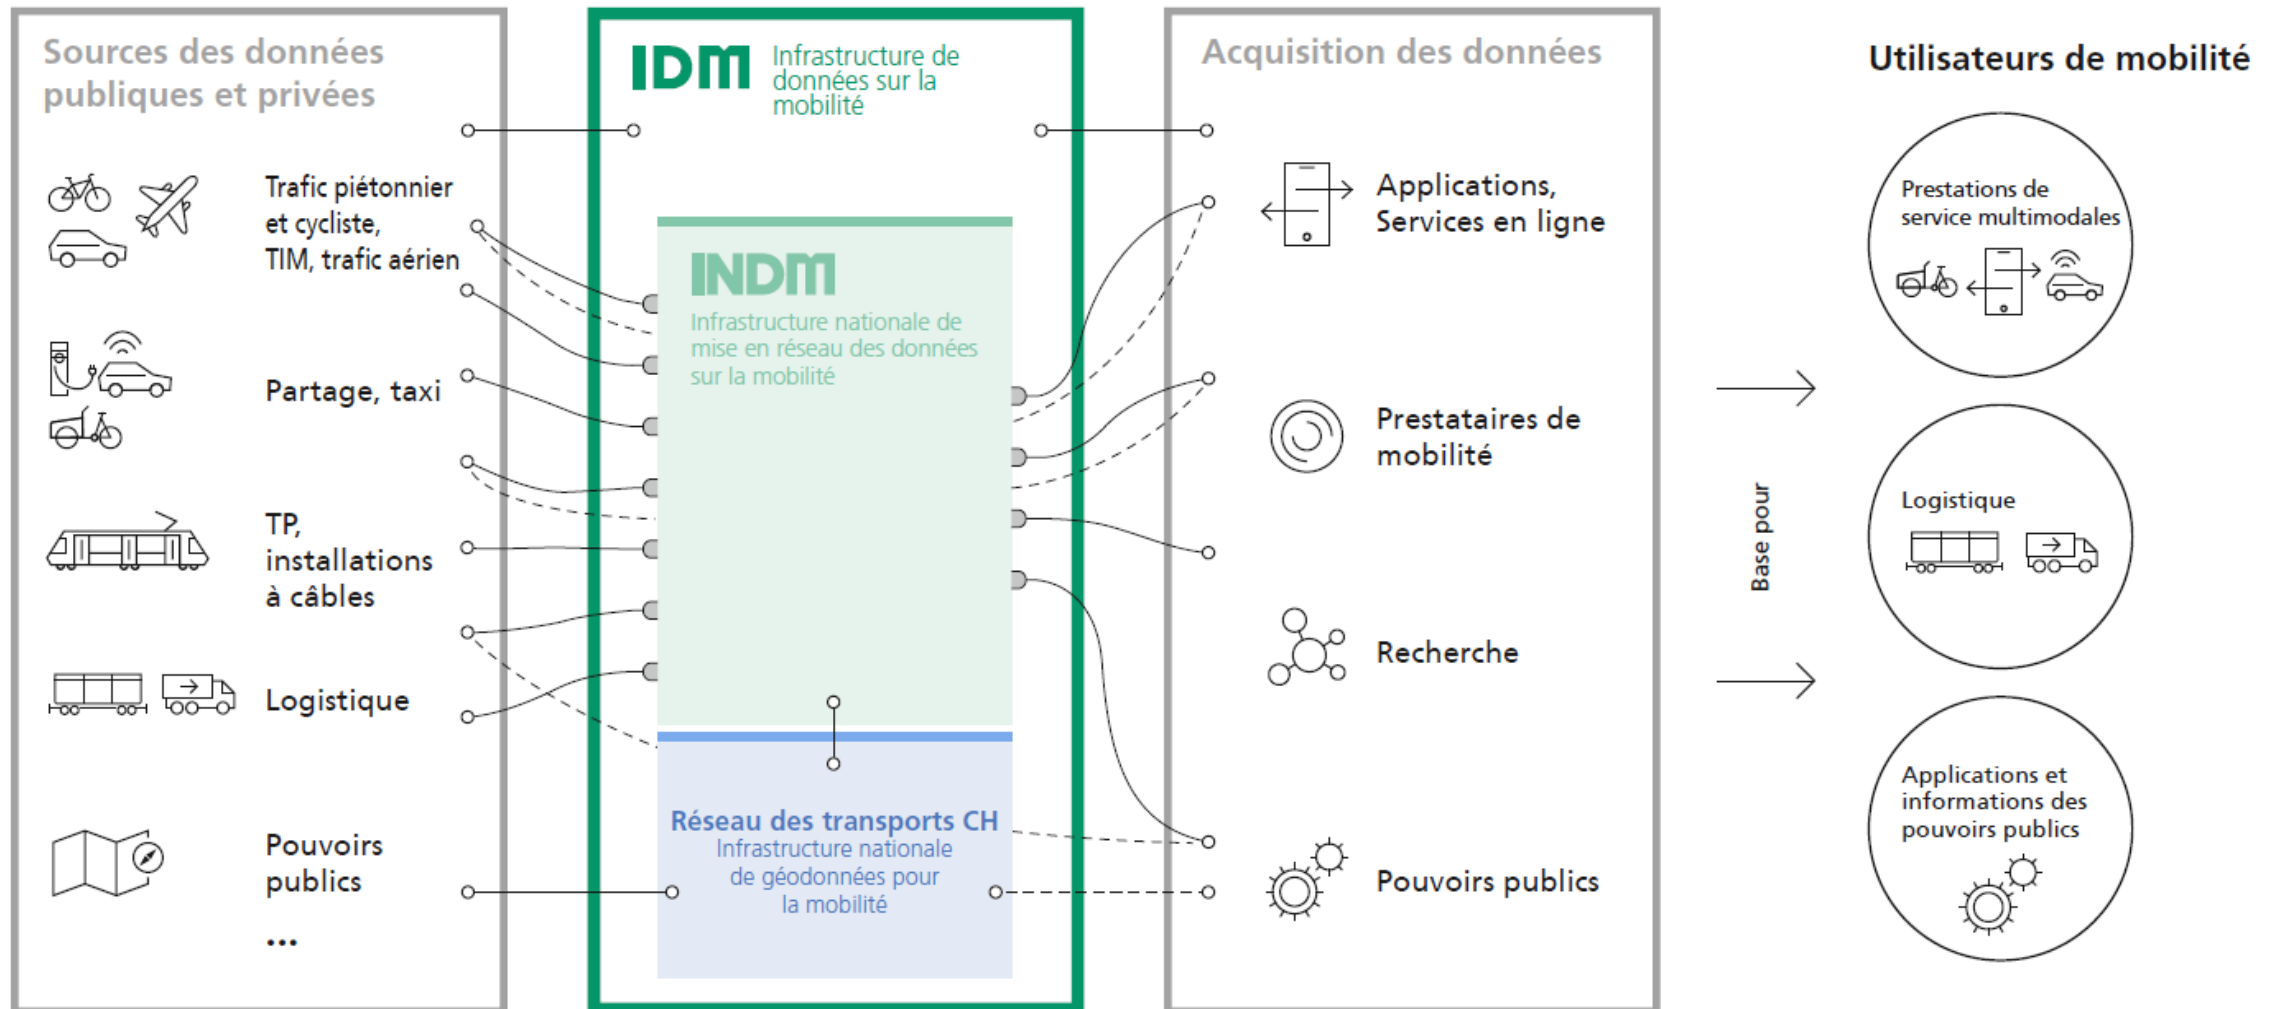 Sources des données
publiques et privées
Trafic piétonnier
et cycliste,
TIM, trafic aérien
Partage, taxi
TP,
installations
à câbles
Logistique
Pouvoirs
publics
...
IDM
Infrastructure de
données sur la
mobilité
INDM
Infrastructure nationale de
mise en réseau des données
sur la mobilité
Réseau des transports CH
Infrastructure nationale
de géodonnées pour
la mobilité
Acquisition des données
Applications,
Services en ligne
Prestataires de
mobilité
Recherche
Pouvoirs publics
Base pour
Utilisateurs de mobilité
Prestations de
service multimodales
Logistique
Applications et
informations des
pouvoirs publics